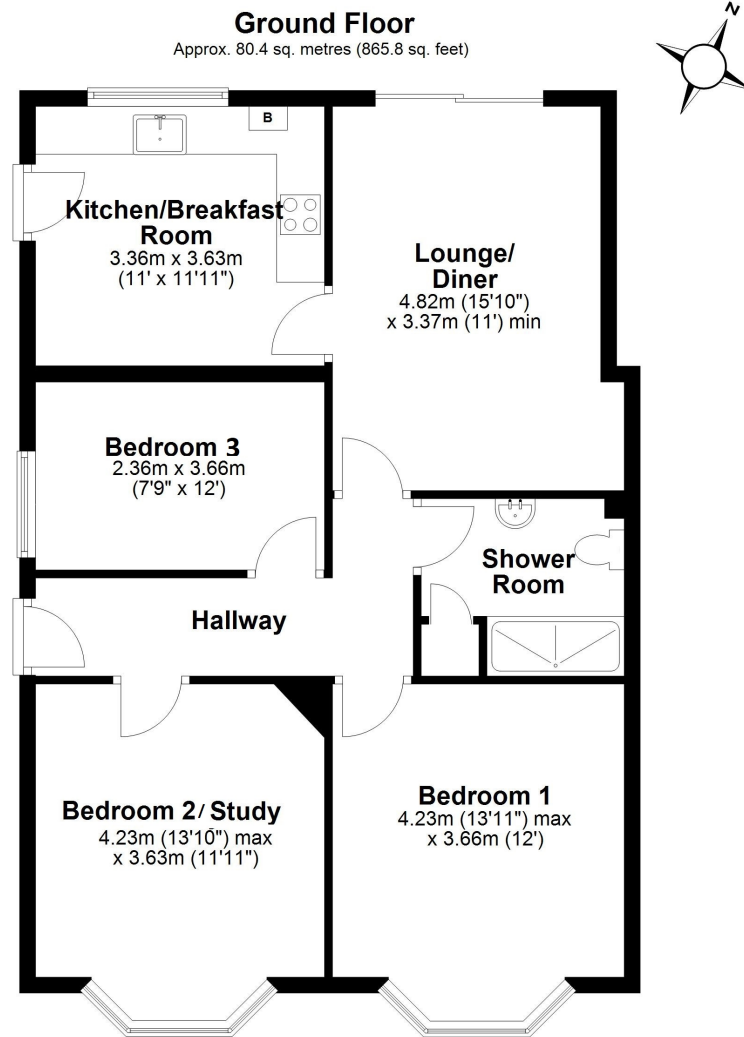 Ground Floor
Approx. 80.4 sq. metres (865.8 sq. feet)
N
B
Kitchen/Breakfast
Room
3.36m x 3.63m
(11' x 11'11")
Lounge/
Diner
4.82m (15'10")
x 3.37m (11') min
Bedroom 3
2.36m x 3.66m
(7'9" x 12')
Shower
Room
Hallway
Bedroom 2/ Study
4.23m (13'10") max
x 3.63m (11'11")
Bedroom 1
4.23m (13'11") max
x 3.66m (12')